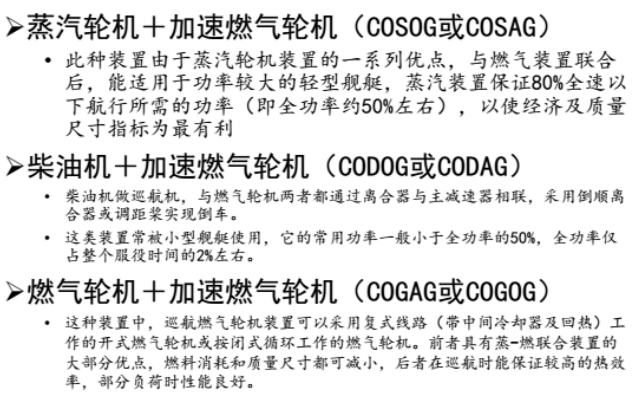 ➤蒸汽轮机＋加速燃气轮机（COSOG或COSAG）
• 此种装置由于蒸汽轮机装置的一系列优点，与燃气装置联合
后，能适用于功率较大的轻型舰艇，蒸汽装置保证80%全速以
下航行所需的功率（即全功率约50%左右），以使经济及质量
尺寸指标为最有利
➤柴油机＋加速燃气轮机（CODOG或CODAG）
• 柴油机做巡航机，与燃气轮机两者都通过离合器与主减速器相联，采用倒顺离
合器或调距桨实现倒车。
• 这类装置常被小型舰艇使用，它的常用功率一般小于全功率的50%，全功率仅
占整个服役时间的2%左右。
➤燃气轮机＋加速燃气轮机（COGAG或COGOG）
• 这种装置中，巡航燃气轮机装置可以采用复式线路（带中间冷却器及回热）工
作的开式燃气轮机或按闭式循环工作的燃气轮机。前者具有蒸-燃联合装置的
大部分优点，燃料消耗和质量尺寸都可减小，后者在巡航时能保证较高的热效
率，部分负荷时性能良好。